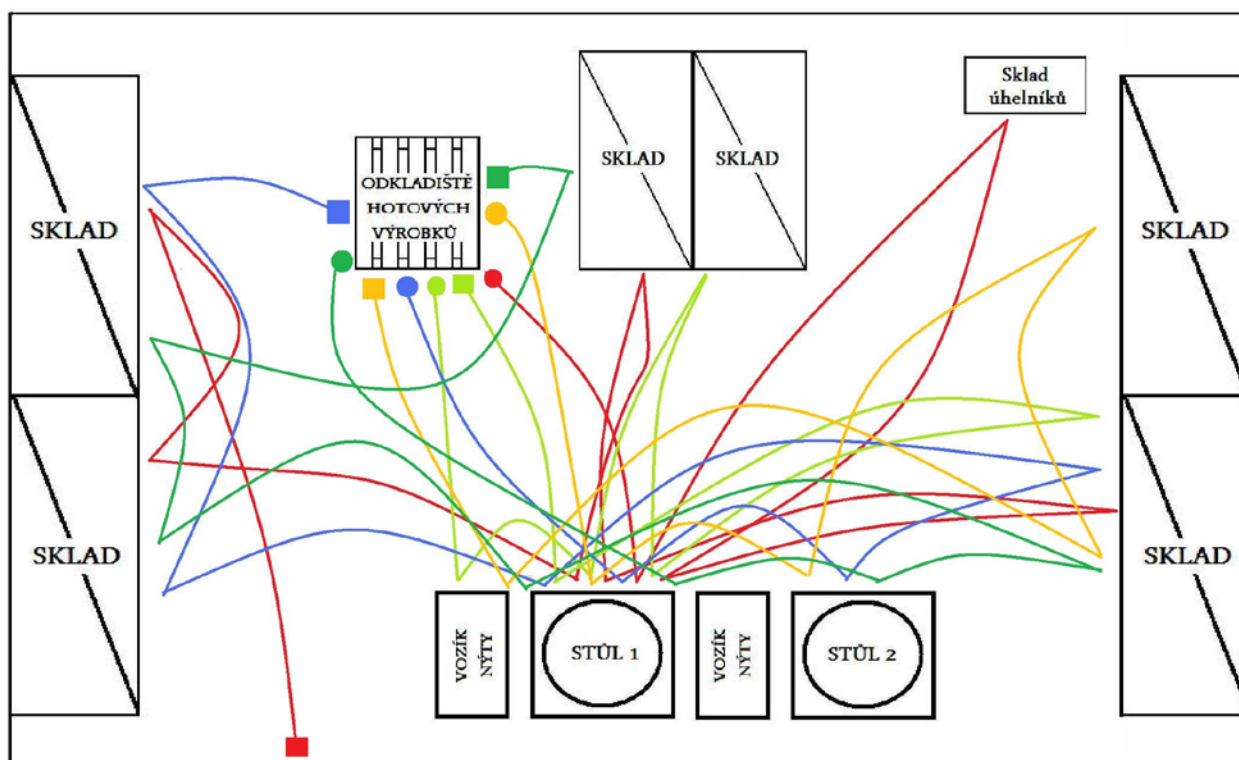 Sklad
úhelníků
SKLAD
SKLAD
SKLAD
SKLAD
ODKLADIŠTĚ
HOTOVÝCH
VÝROBKŮ
SKLAD
SKLAD
VOZÍK
NÝTY
STŮL 1
VOZÍK
NÝTY
STŮL 2